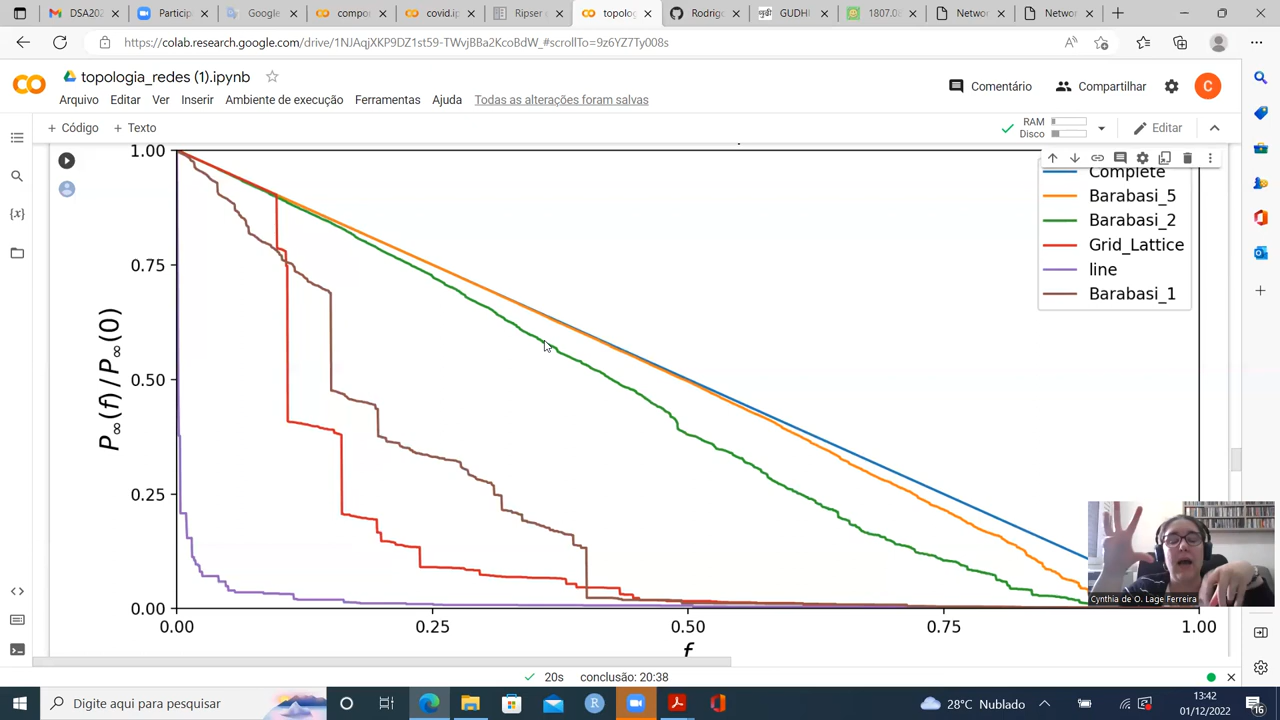 DSA202
Particip
Google
compor
covid.ip
Ripser
topolog
Rodrigo
GUDHI
1807.08
Networ
Networ
https://colab.research.google.com/drive/1NJAqjXKP9DZ1st59-TWvjBBa2KcoBdW_#scrollTo=9z6YZ7Ty008s
topologia_redes (1).ipynb
Comentário
Compartilhar
C
Arquivo Editar Ver Inserir Ambiente de execução Ferramentas Ajuda Todas as alterações foram salvas
+ Código + Texto
RAM
Disco
Editar
1.00
0.75
0.50
0.25
0.00
P∞(f) / P∞(0)
Complete
Barabasi_5
Barabasi_2
Grid_Lattice
line
Barabasi_1
0.00 0.25 0.50 0.75 1.00
f
Cynthia de O. Lage Ferreira
20s conclusão: 20:38
Digite aqui para pesquisar
R
28°C Nublado
13:42
01/12/2022
16